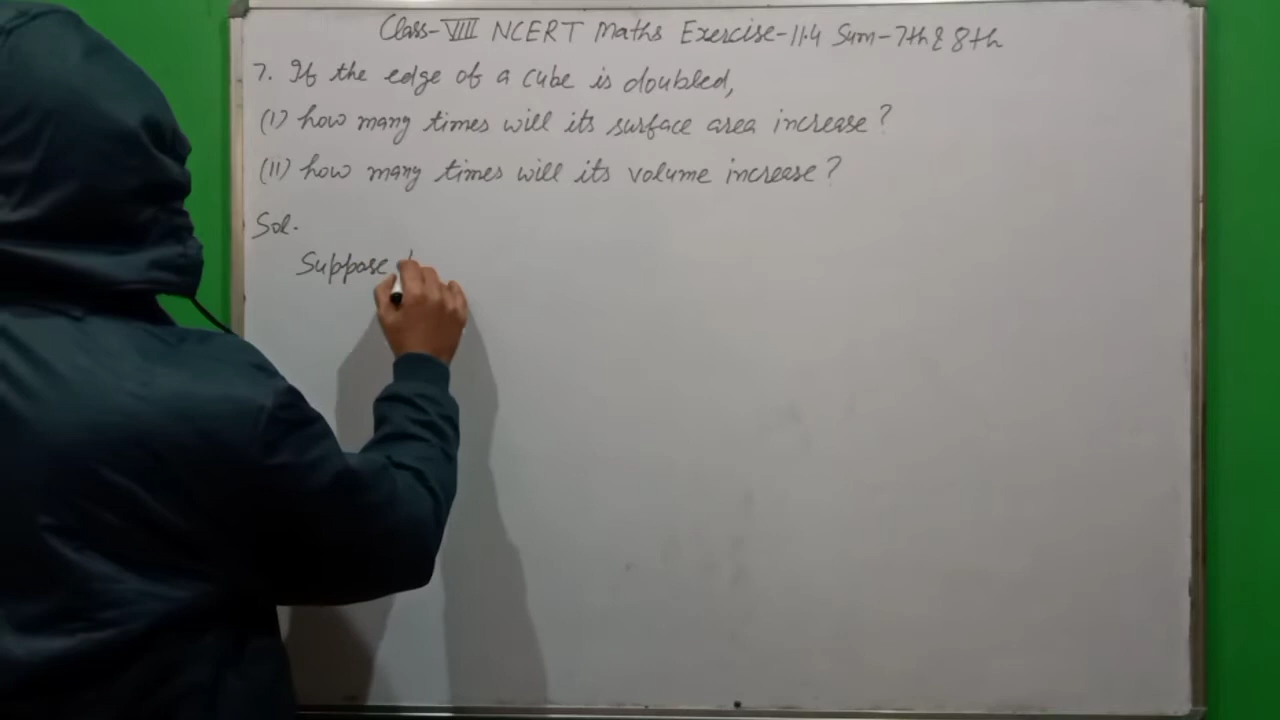 Class-VIII NCERT Maths Exercise-11.4 Sum-7th & 8th
7. If the edge of a cube is doubled,
(I) how many times will its surface area increase?
(II) how many times will its volume increase?
Sol.
Suppose